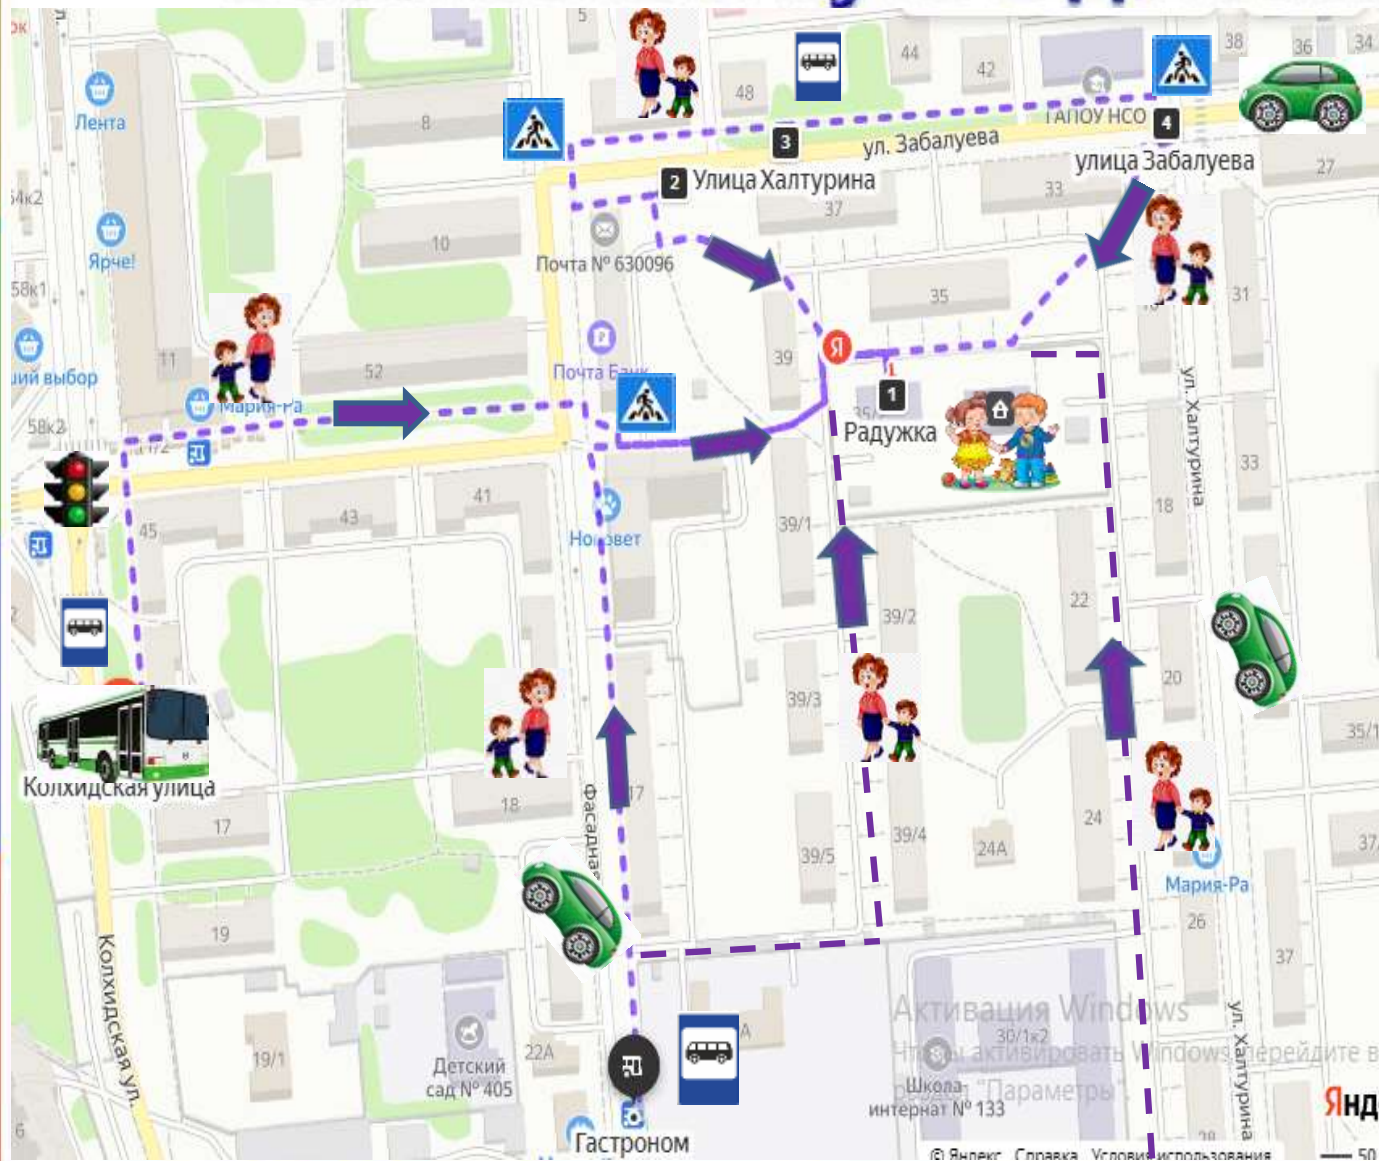 5
44
42
38
36
34
48
Лента
8
ГАПОУ НСО
4
3
ул. Забалуева
улица Забалуева
27
2 Улица Халтурина
33
37
10
Ярче!
Почта № 630096
58к1
35
31
Почта Банк
39
11
52
ший выбор
Мария-Ра
1
58к2
Радужка
ул. Халтурина
33
41
43
45
18
39/1
22
39/2
20
39/3
35/1
Колхидская улица
17
18
Фасадная
17
39/5
39/4
24А
24
37
Мария-Ра
26
19
37
Колхидская ул.
Активация Windows
30/1к2
19/1
22А
А
Детский
сад № 405
Чтобы активировать Windows, перейдите в
раздел "Параметры".
Школа-
интернат № 133
ул. Халтурина
Янд
6
Гастроном
28
© Яндекс Справка Условия использования
50